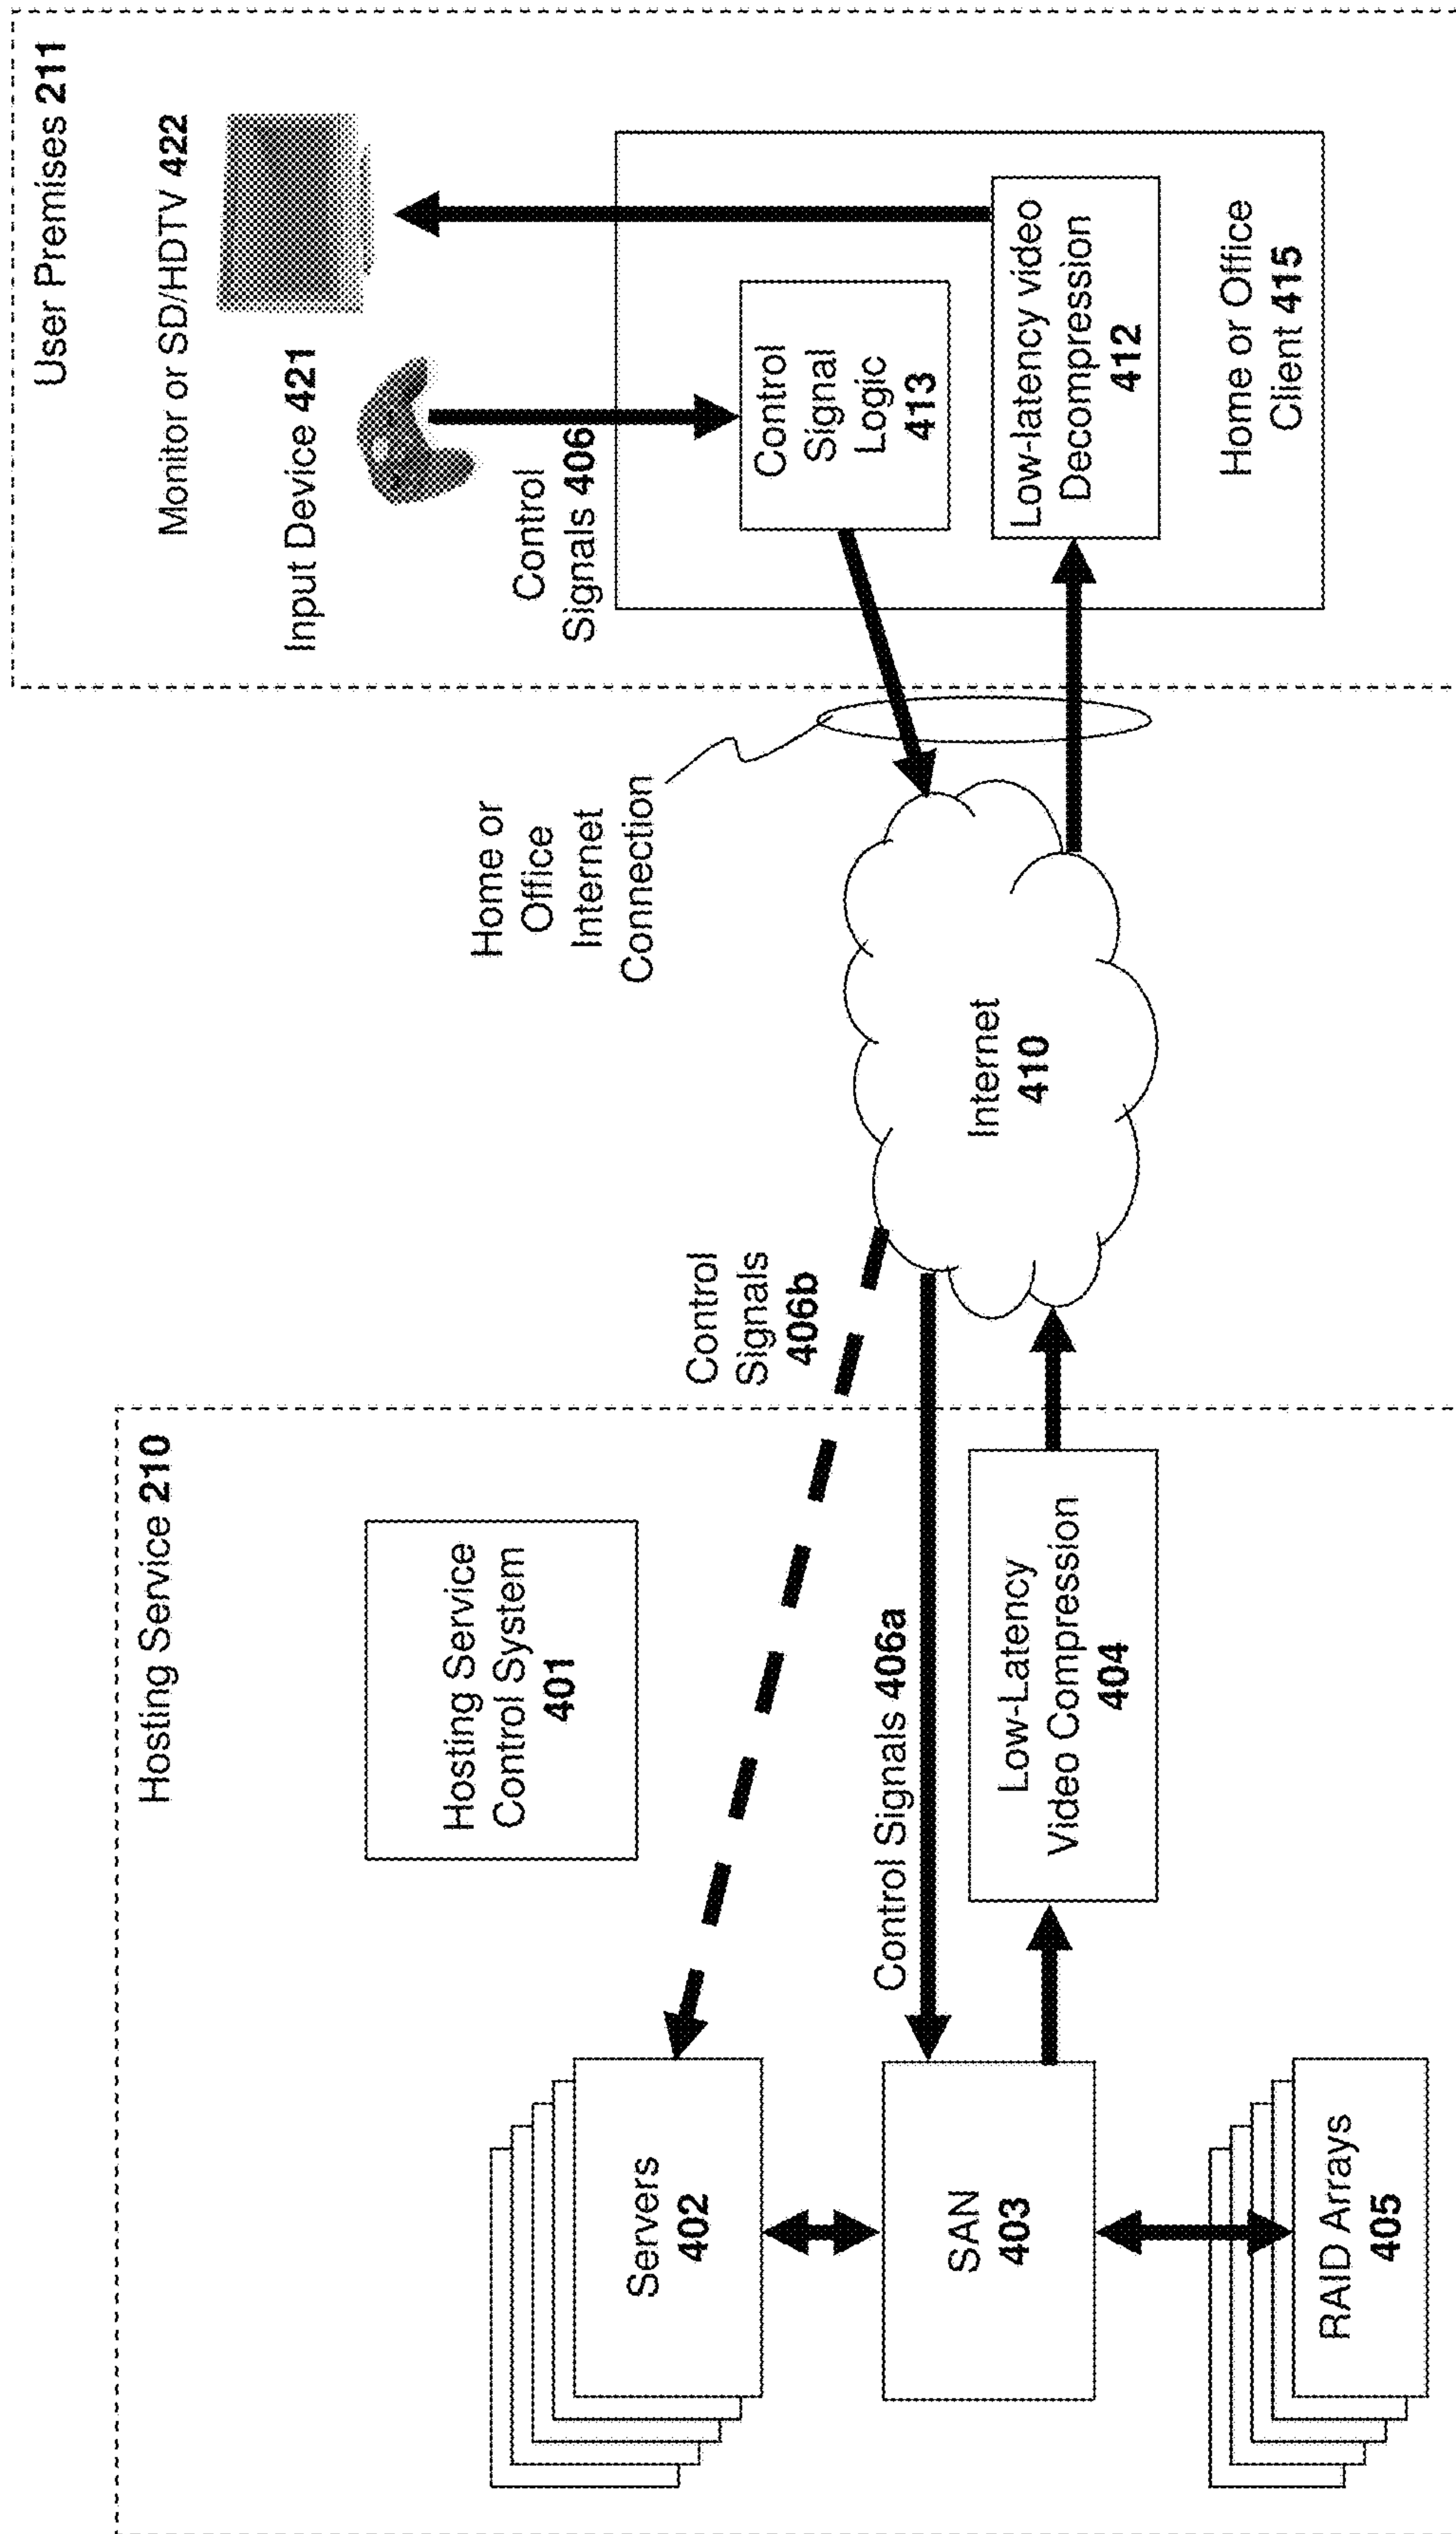 Hosting Service 210
Hosting Service
Control System
401
Servers
402
SAN
403
RAID Arrays
405
Control Signals 406a
Low-Latency
Video Compression
404
Control
Signals
406b
Internet
410
Home or
Office
Internet
Connection
User Premises 211
Monitor or SD/HDTV 422
Input Device 421
Control
Signals 406
Control
Signal
Logic
413
Low-latency video
Decompression
412
Home or Office
Client 415